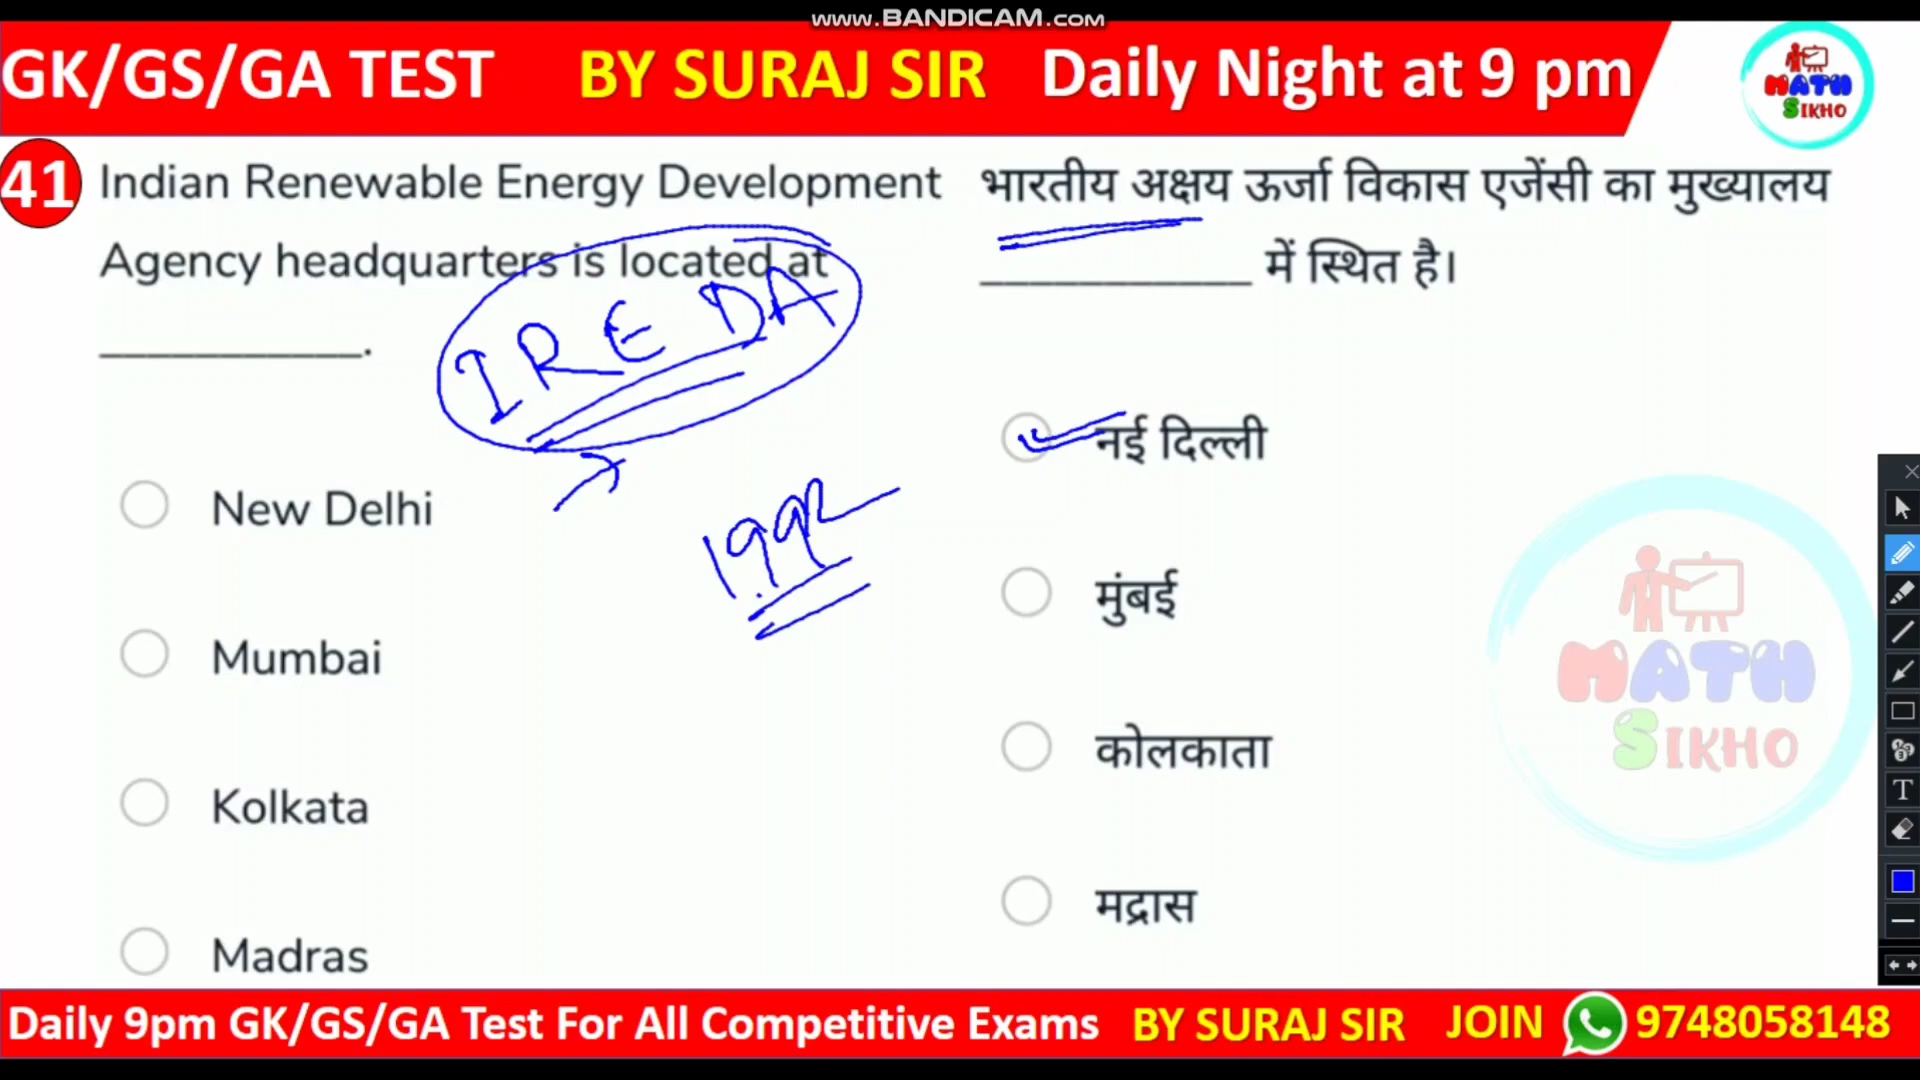 www.BANDICAM.com
GK/GS/GA TEST BY SURAJ SIR Daily Night at 9 pm
MATH
SIKHO
41
Indian Renewable Energy Development
Agency headquarters is located at
___________.
IREDA
1992
New Delhi
Mumbai
Kolkata
Madras
भारतीय अक्षय ऊर्जा विकास एजेंसी का मुख्यालय
___________ में स्थित है।
नई दिल्ली
मुंबई
कोलकाता
मद्रास
MATH
SIKHO
T
Daily 9pm GK/GS/GA Test For All Competitive Exams BY SURAJ SIR JOIN 9748058148